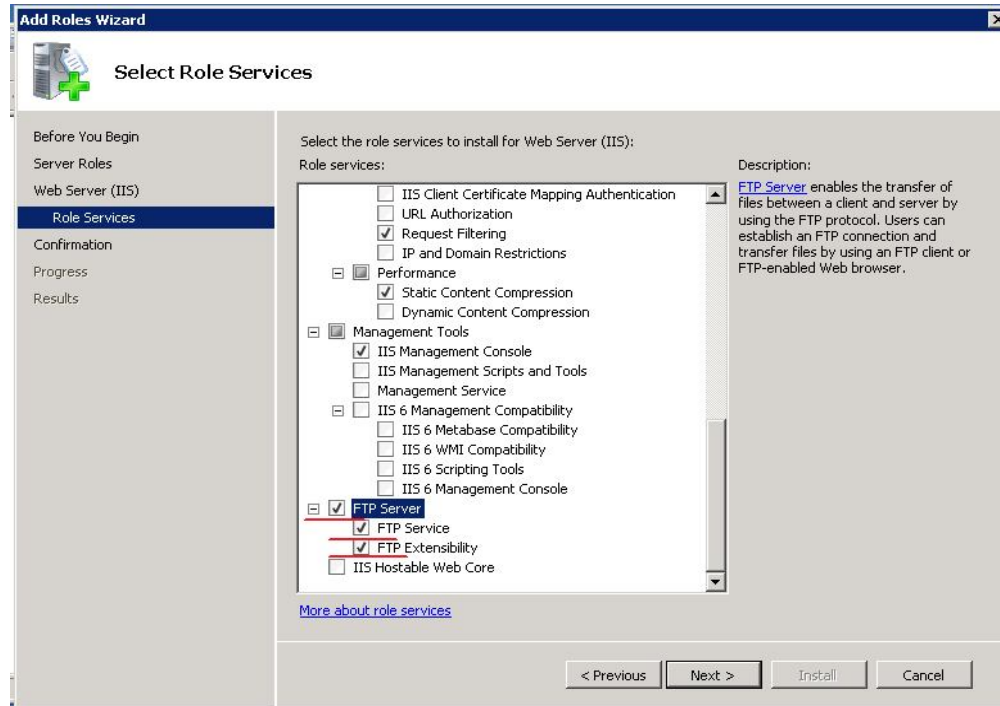 Add Roles Wizard
Select Role Services
Before You Begin
Server Roles
Web Server (IIS)
Role Services
Confirmation
Progress
Results
Select the role services to install for Web Server (IIS):
Role services:
IIS Client Certificate Mapping Authentication
URL Authorization
Request Filtering
IP and Domain Restrictions
Performance
Static Content Compression
Dynamic Content Compression
Management Tools
IIS Management Console
IIS Management Scripts and Tools
Management Service
IIS 6 Management Compatibility
IIS 6 Metabase Compatibility
IIS 6 WMI Compatibility
IIS 6 Scripting Tools
IIS 6 Management Console
FTP Server
FTP Service
FTP Extensibility
IIS Hostable Web Core
More about role services
Description:
FTP Server enables the transfer of
files between a client and server by
using the FTP protocol. Users can
establish an FTP connection and
transfer files by using an FTP client or
FTP-enabled Web browser.
< Previous
Next >
Install
Cancel